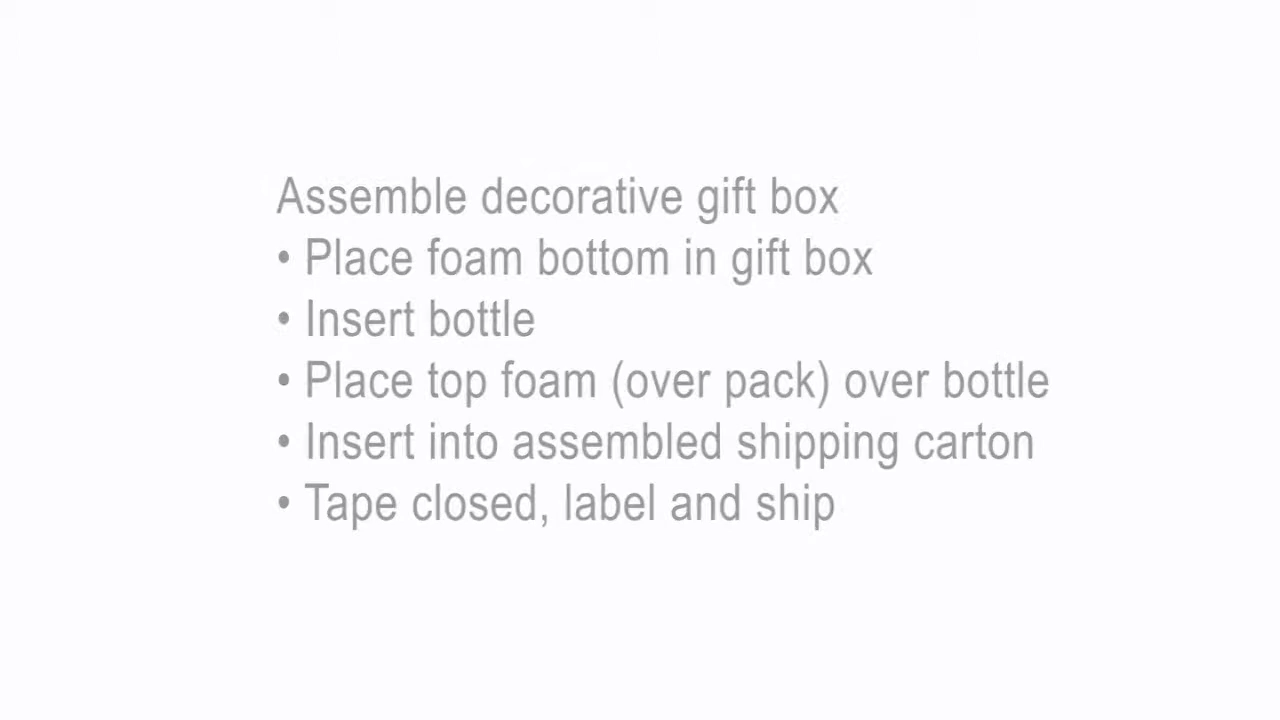 Assemble decorative gift box
• Place foam bottom in gift box
• Insert bottle
• Place top foam (over pack) over bottle
• Insert into assembled shipping carton
• Tape closed, label and ship